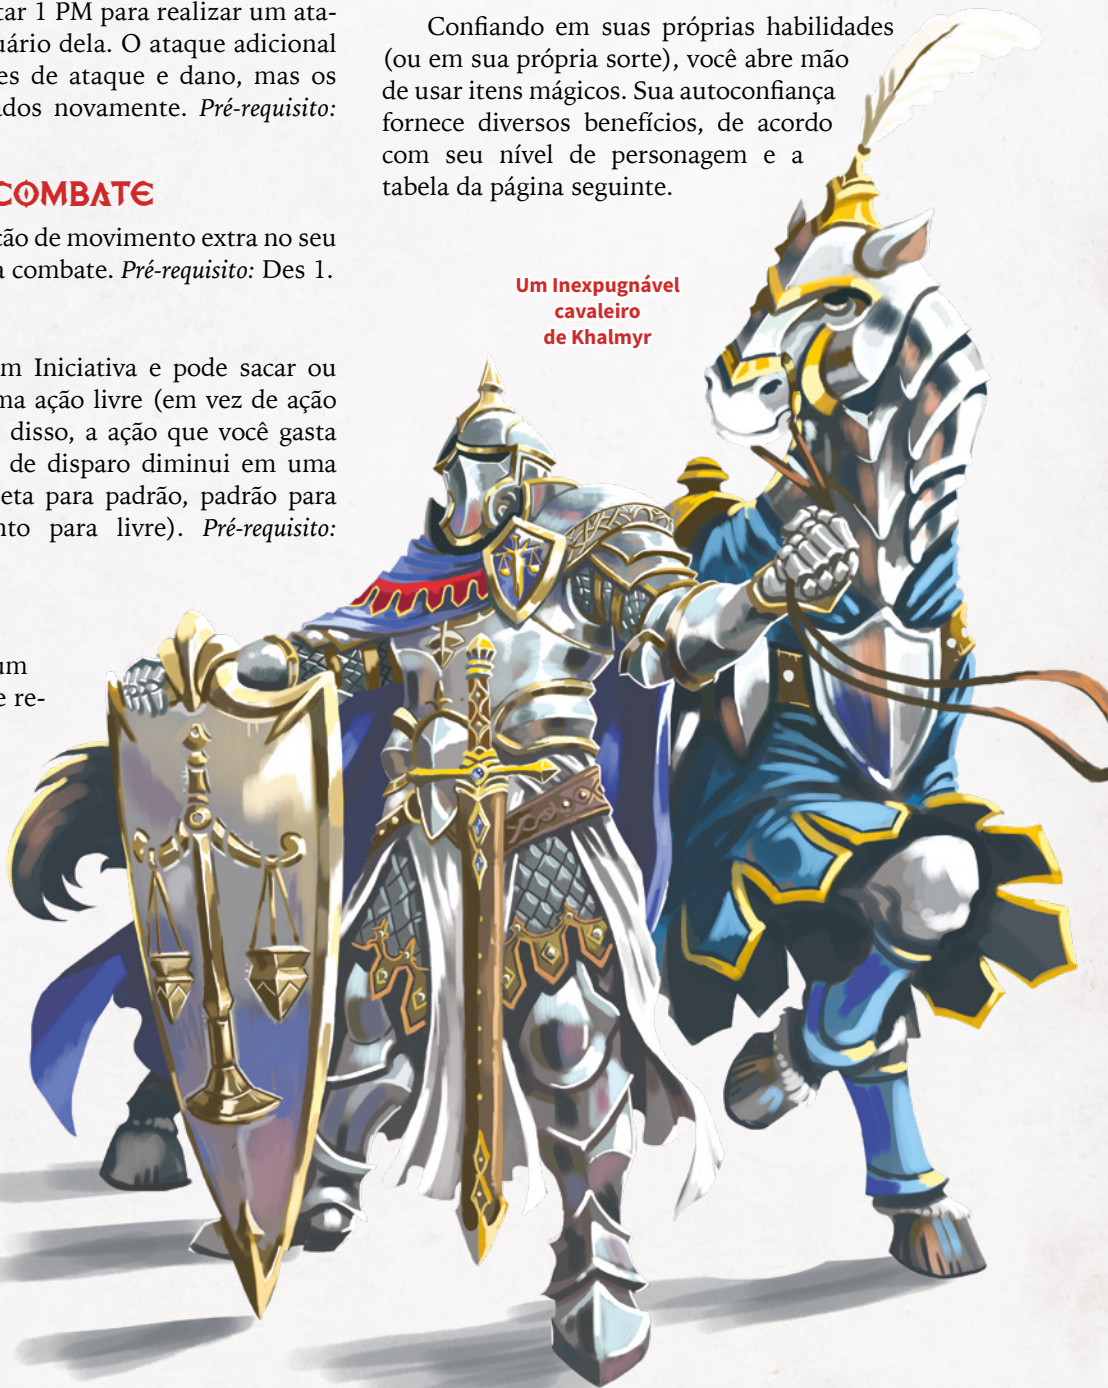 tar 1 PM para realizar um ata-
uário dela. O ataque adicional
es de ataque e dano, mas os
ados novamente. Pré-requisito:
COMBATE
ção de movimento extra no seu
a combate. Pré-requisito: Des 1.
m Iniciativa e pode sacar ou
ma ação livre (em vez de ação
disso, a ação que você gasta
de disparo diminui em uma
eta para padrão, padrão para
nto para livre). Pré-requisito:
um
e re-
Confiando em suas próprias habilidades
(ou em sua própria sorte), você abre mão
de usar itens mágicos. Sua autoconfiança
fornece diversos benefícios, de acordo
com seu nível de personagem e a
tabela da página seguinte.
Um Inexpugnável
cavaleiro
de Khalmyr